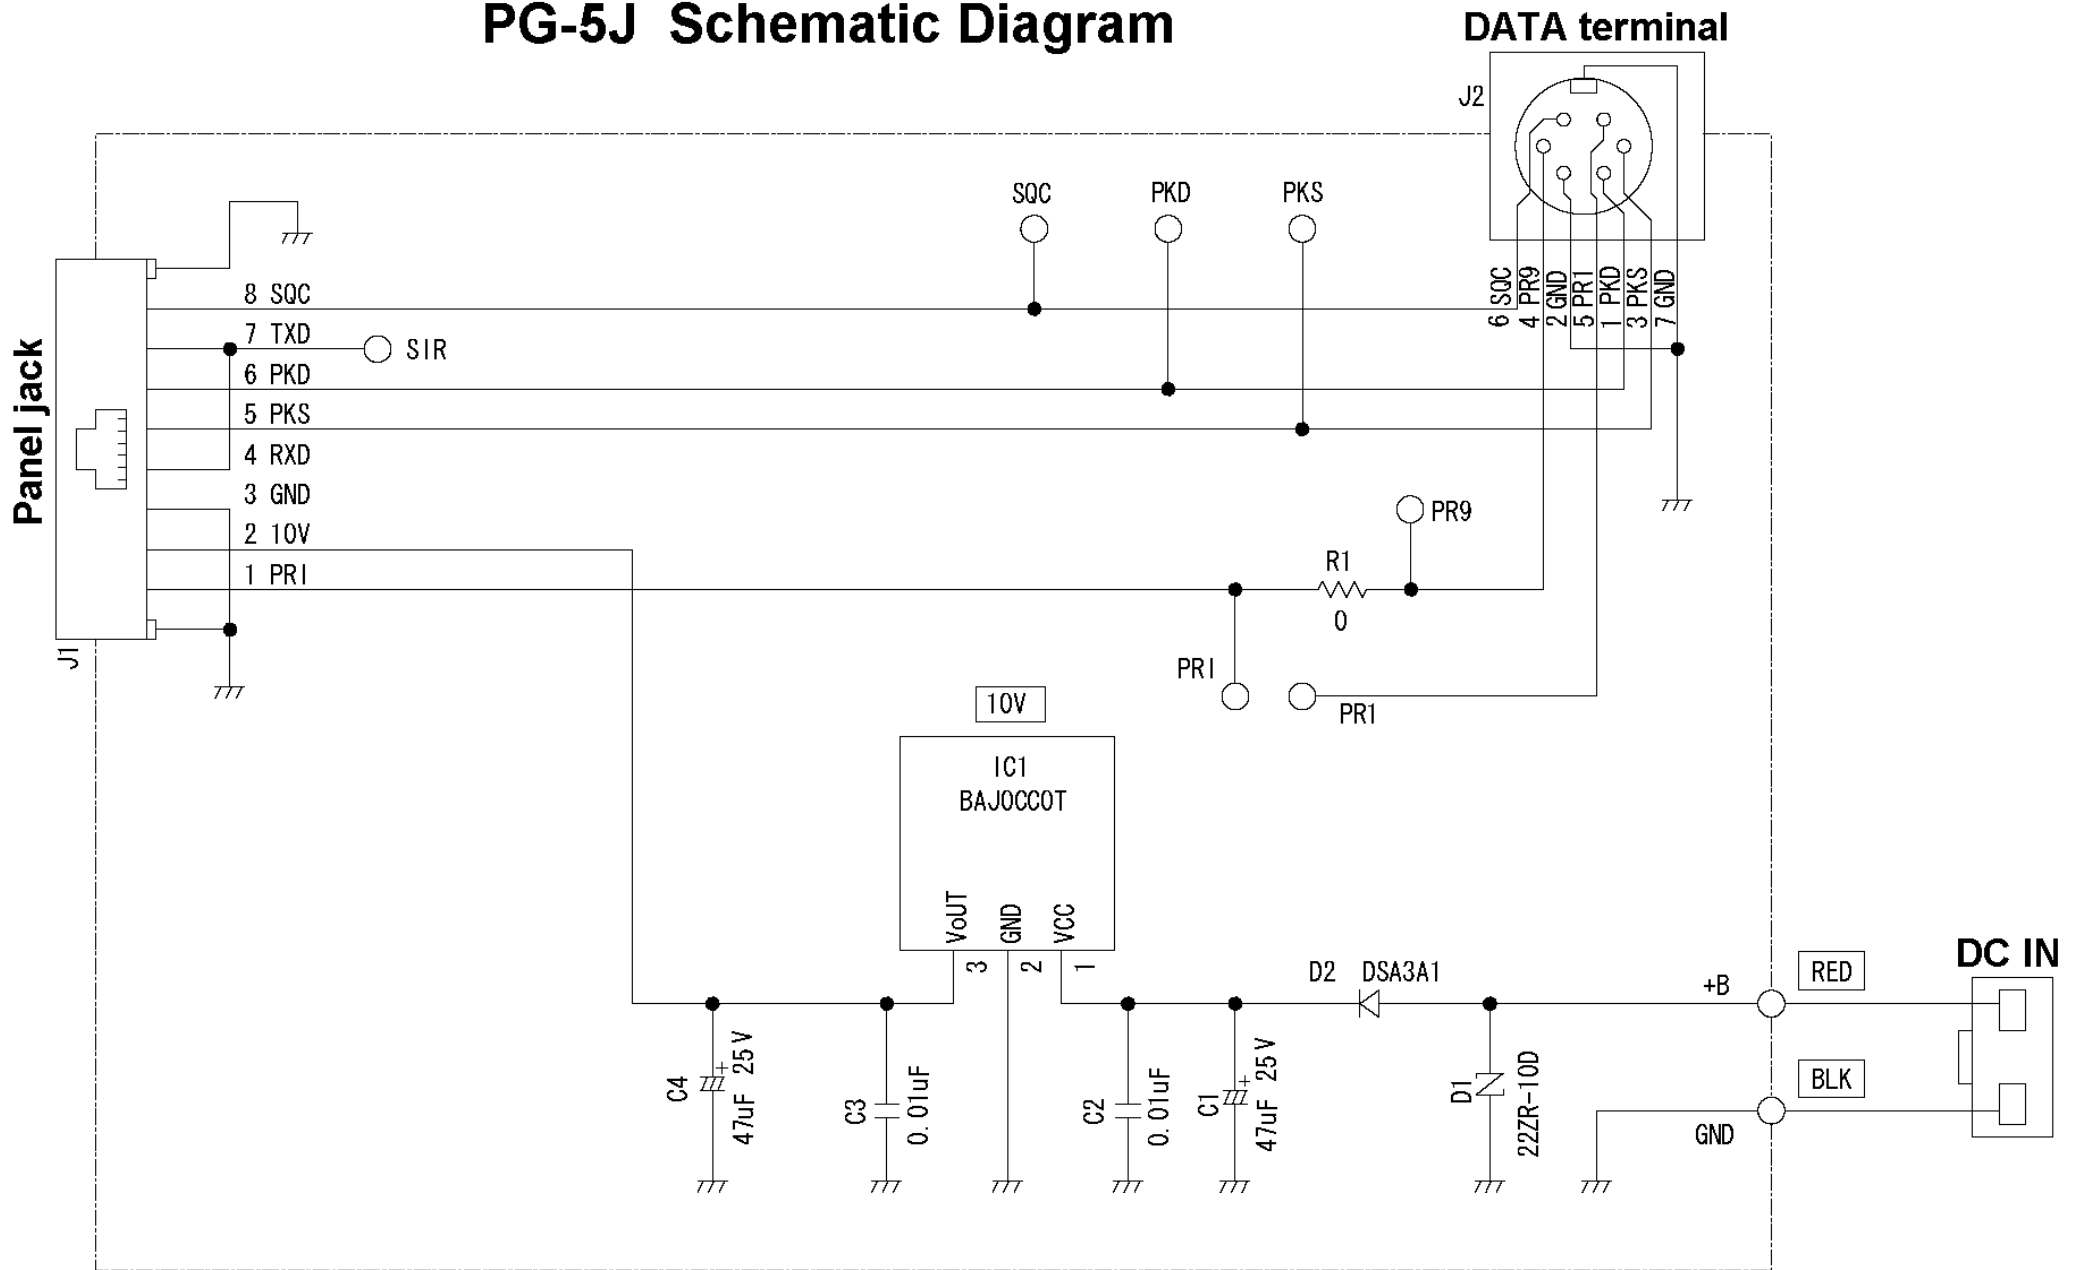 PG-5J Schematic Diagram
DATA terminal
J2
SQC
PKD
PKS
6 SQC
4 PR9
2 GND
5 PR1
1 PKD
3 PKS
7 GND
Panel jack
J1
8 SQC
7 TXD
SIR
6 PKD
5 PKS
4 RXD
3 GND
2 10V
1 PRI
PR9
R1
0
PRI
PR1
10V
IC1
BAJOCCOT
VoUT
GND
VCC
3
2
1
D2 DSA3A1
+B
RED
DC IN
BLK
GND
C4
+
47uF 25V
C3
0.01uF
C2
0.01uF
C1
+
47uF 25V
D1
22ZR-10D